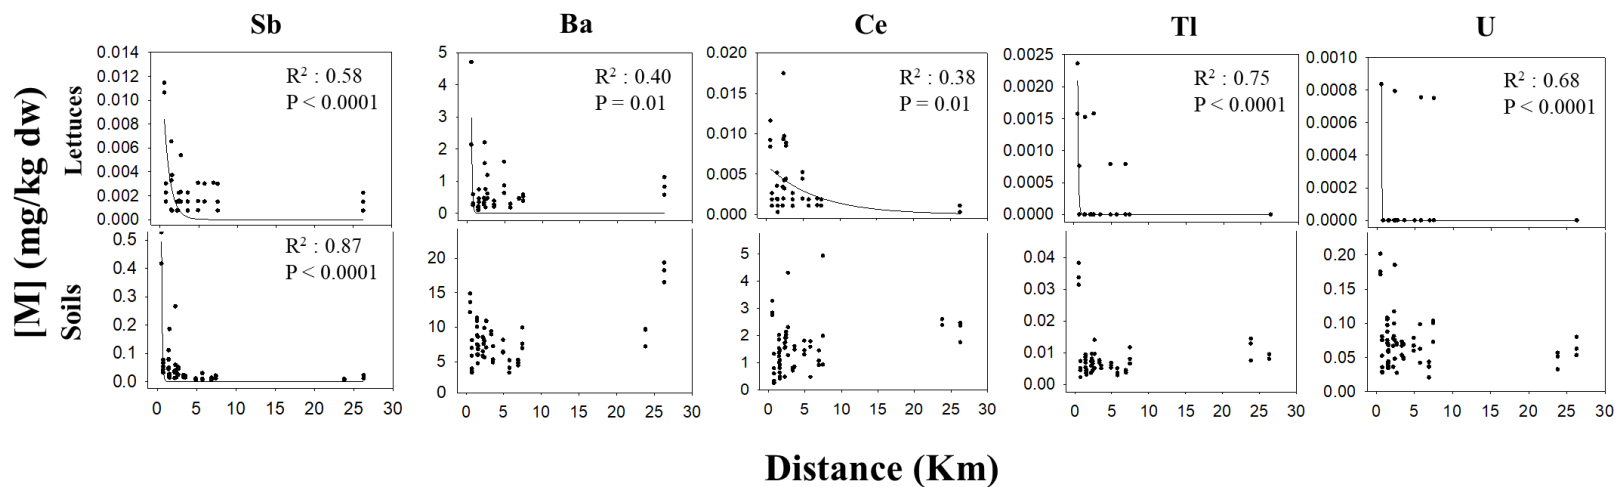 Sb Ba Ce Tl U
[M] (mg/kg dw)
Lettuces
Soils
0.014
0.012
0.010
0.008
0.006
0.004
0.002
0.000
R² : 0.58
P < 0.0001
5
4
3
2
1
0
R² : 0.40
P = 0.01
0.020
0.015
0.010
0.005
0.000
R² : 0.38
P = 0.01
0.0025
0.0020
0.0015
0.0010
0.0005
0.0000
R² : 0.75
P < 0.0001
0.0010
0.0008
0.0006
0.0004
0.0002
0.0000
R² : 0.68
P < 0.0001
0.5
0.4
0.3
0.2
0.1
0.0
R² : 0.87
P < 0.0001
0 5 10 15 20 25 30
20
15
10
5
0
0 5 10 15 20 25 30
5
4
3
2
1
0
0 5 10 15 20 25 30
0.04
0.03
0.02
0.01
0.00
0 5 10 15 20 25 30
0.20
0.15
0.10
0.05
0.00
0 5 10 15 20 25 30
Distance (Km)